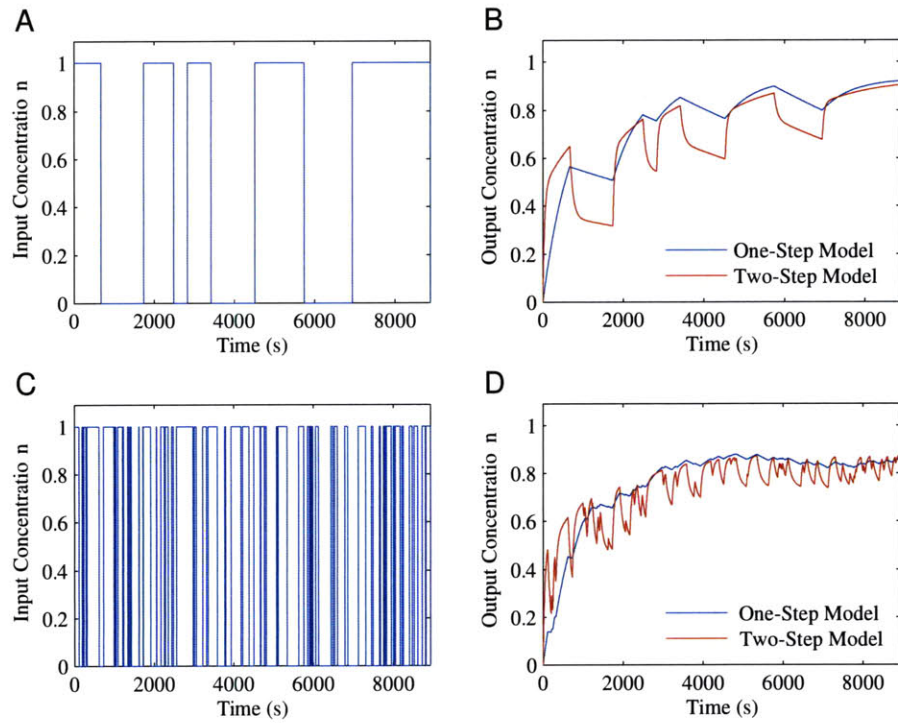 A
Input Concentratio n
1
0.8
0.6
0.4
0.2
0
0 2000 4000 6000 8000
Time (s)
B
Output Concentratio n
1
0.8
0.6
0.4
0.2
0
One-Step Model
Two-Step Model
0 2000 4000 6000 8000
Time (s)
C
Input Concentratio n
1
0.8
0.6
0.4
0.2
0
0 2000 4000 6000 8000
Time (s)
D
Output Concentratio n
1
0.8
0.6
0.4
0.2
0
One-Step Model
Two-Step Model
0 2000 4000 6000 8000
Time (s)